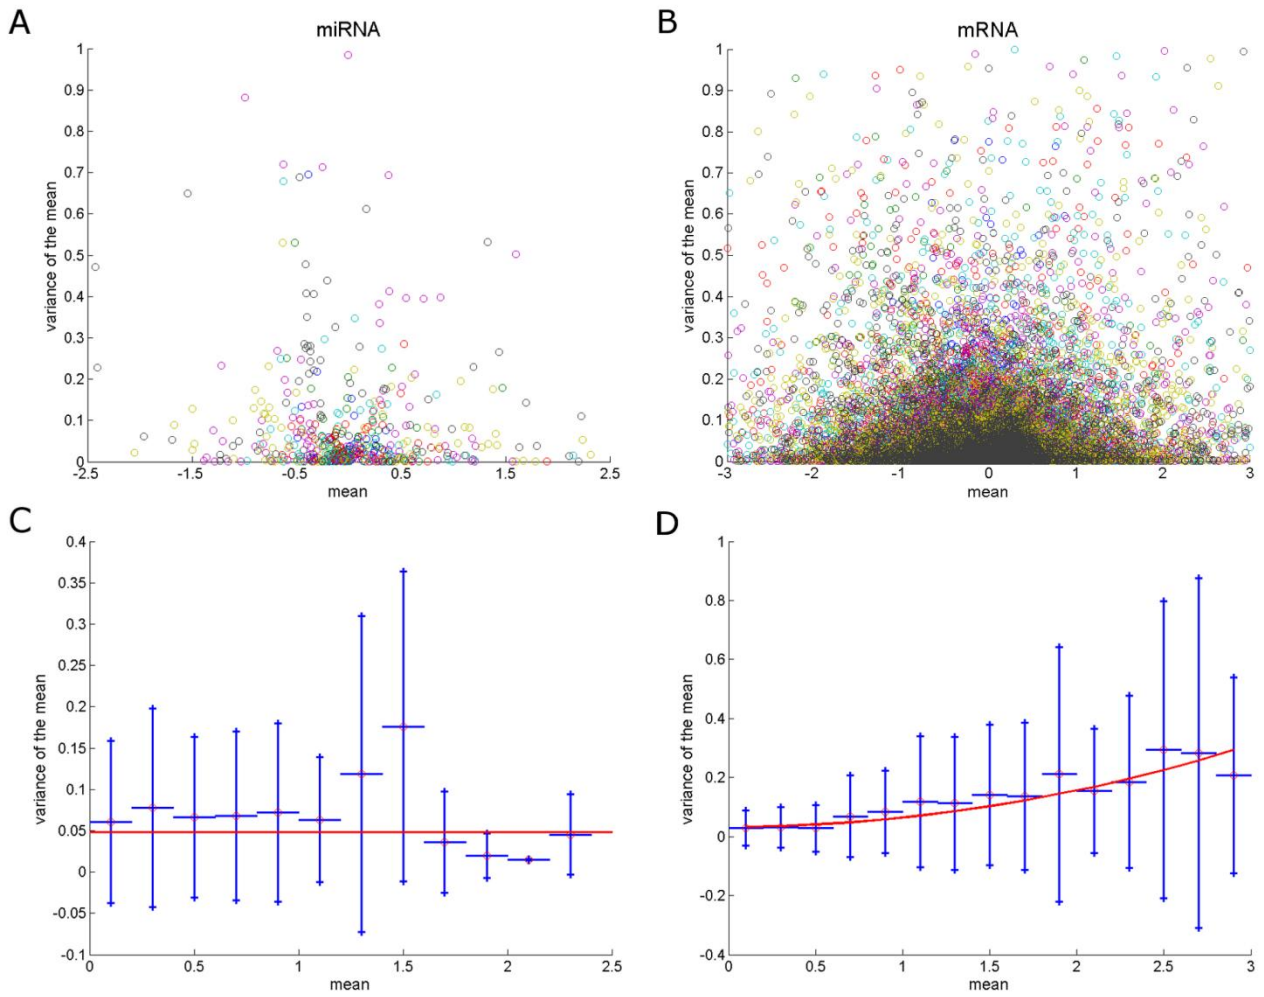 A
miRNA
1
0.9
0.8
0.7
0.6
0.5
0.4
0.3
0.2
0.1
0
variance of the mean
-2.5 -1.5 -0.5 0.5 1.5 2.5
mean
B
mRNA
1
0.9
0.8
0.7
0.6
0.5
0.4
0.3
0.2
0.1
0
variance of the mean
-3 -2 -1 0 1 2 3
mean
C
0.4
0.35
0.3
0.25
0.2
0.15
0.1
0.05
0
-0.05
-0.1
variance of the mean
0 0.5 1 1.5 2 2.5
mean
D
1
0.8
0.6
0.4
0.2
0
-0.2
-0.4
variance of the mean
0 0.5 1 1.5 2 2.5 3
mean